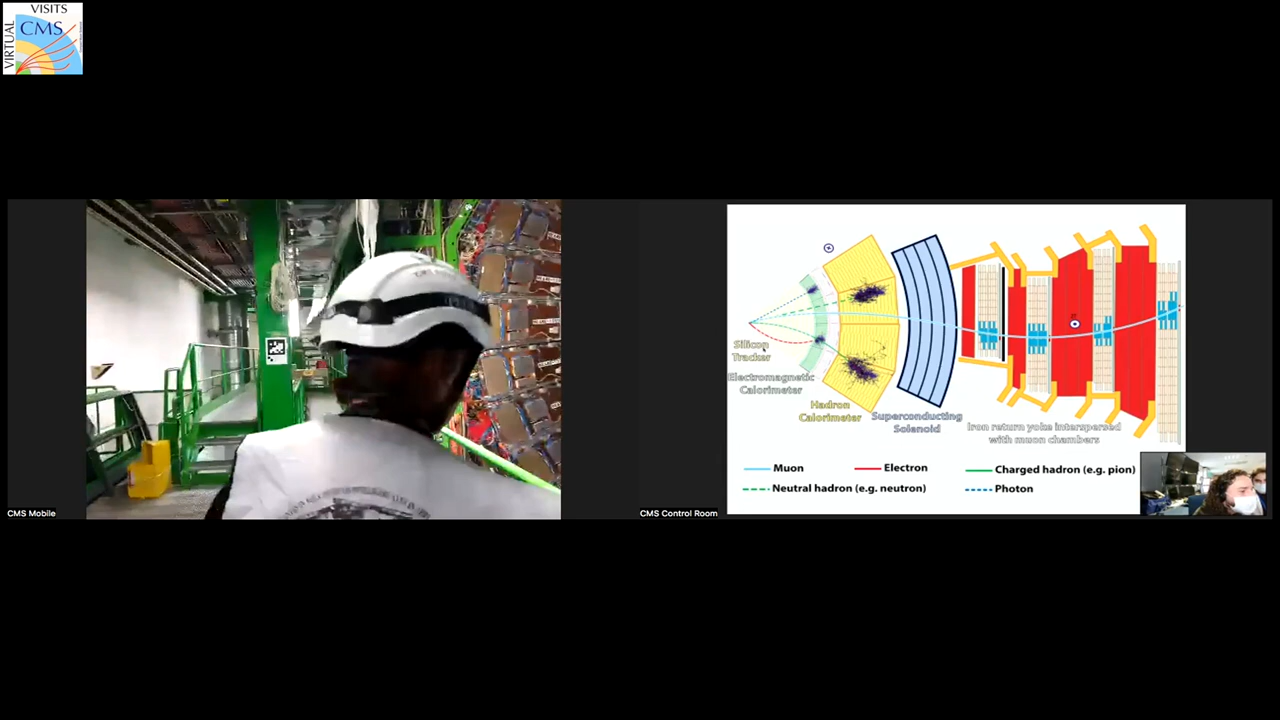 VISITS
CMS
VIRTUAL
Silicon
Tracker
Electromagnetic
Calorimeter
Hadron
Calorimeter
Superconducting
Solenoid
Iron return yoke interspersed
with muon chambers
Muon
Electron
Charged hadron (e.g. pion)
Neutral hadron (e.g. neutron)
Photon
CMS Mobile
CMS Control Room